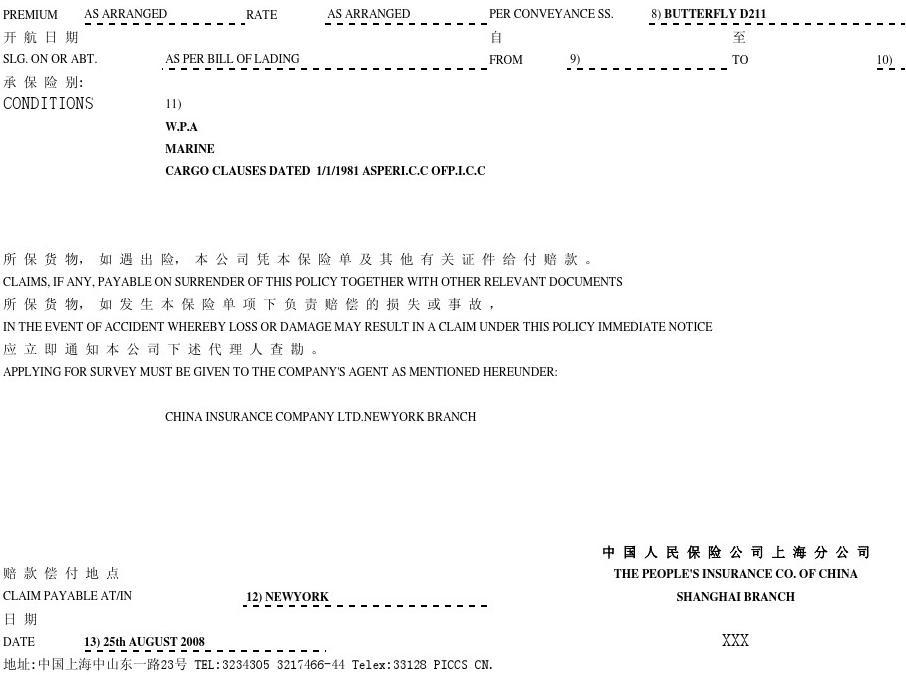 PREMIUM AS ARRANGED RATE AS ARRANGED PER CONVEYANCE SS. 8) BUTTERFLY D211
开 航 日 期 自 至
SLG. ON OR ABT. AS PER BILL OF LADING FROM 9) TO 10)
承 保 险 别:
CONDITIONS 11)
W.P.A
MARINE
CARGO CLAUSES DATED 1/1/1981 ASPERI.C.C OFP.I.C.C
所 保 货 物, 如 遇 出 险, 本 公 司 凭 本 保 险 单 及 其 他 有 关 证 件 给 付 赔 款 。
CLAIMS, IF ANY, PAYABLE ON SURRENDER OF THIS POLICY TOGETHER WITH OTHER RELEVANT DOCUMENTS
所 保 货 物, 如 发 生 本 保 险 单 项 下 负 责 赔 偿 的 损 失 或 事 故 ,
IN THE EVENT OF ACCIDENT WHEREBY LOSS OR DAMAGE MAY RESULT IN A CLAIM UNDER THIS POLICY IMMEDIATE NOTICE
应 立 即 通 知 本 公 司 下 述 代 理 人 查 勘 。
APPLYING FOR SURVEY MUST BE GIVEN TO THE COMPANY'S AGENT AS MENTIONED HEREUNDER:
CHINA INSURANCE COMPANY LTD.NEWYORK BRANCH
中 国 人 民 保 险 公 司 上 海 分 公 司
赔 款 偿 付 地 点 THE PEOPLE'S INSURANCE CO. OF CHINA
CLAIM PAYABLE AT/IN 12) NEWYORK SHANGHAI BRANCH
日 期
DATE 13) 25th AUGUST 2008 XXX
地址:中国上海中山东一路23号 TEL:3234305 3217466-44 Telex:33128 PICCS CN.